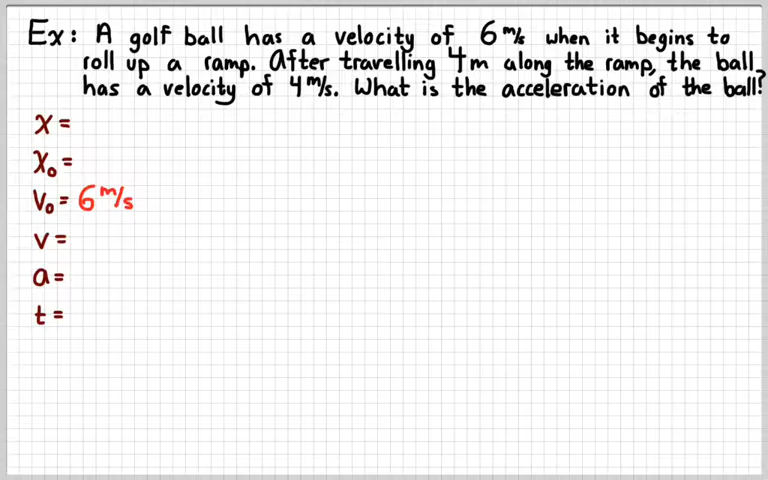 Ex: A golf ball has a velocity of 6 m/s when it begins to
roll up a ramp. After travelling 4m along the ramp, the ball
has a velocity of 4 m/s. What is the acceleration of the ball?
x =
x₀ =
v₀ = 6 m/s
v =
a =
t =